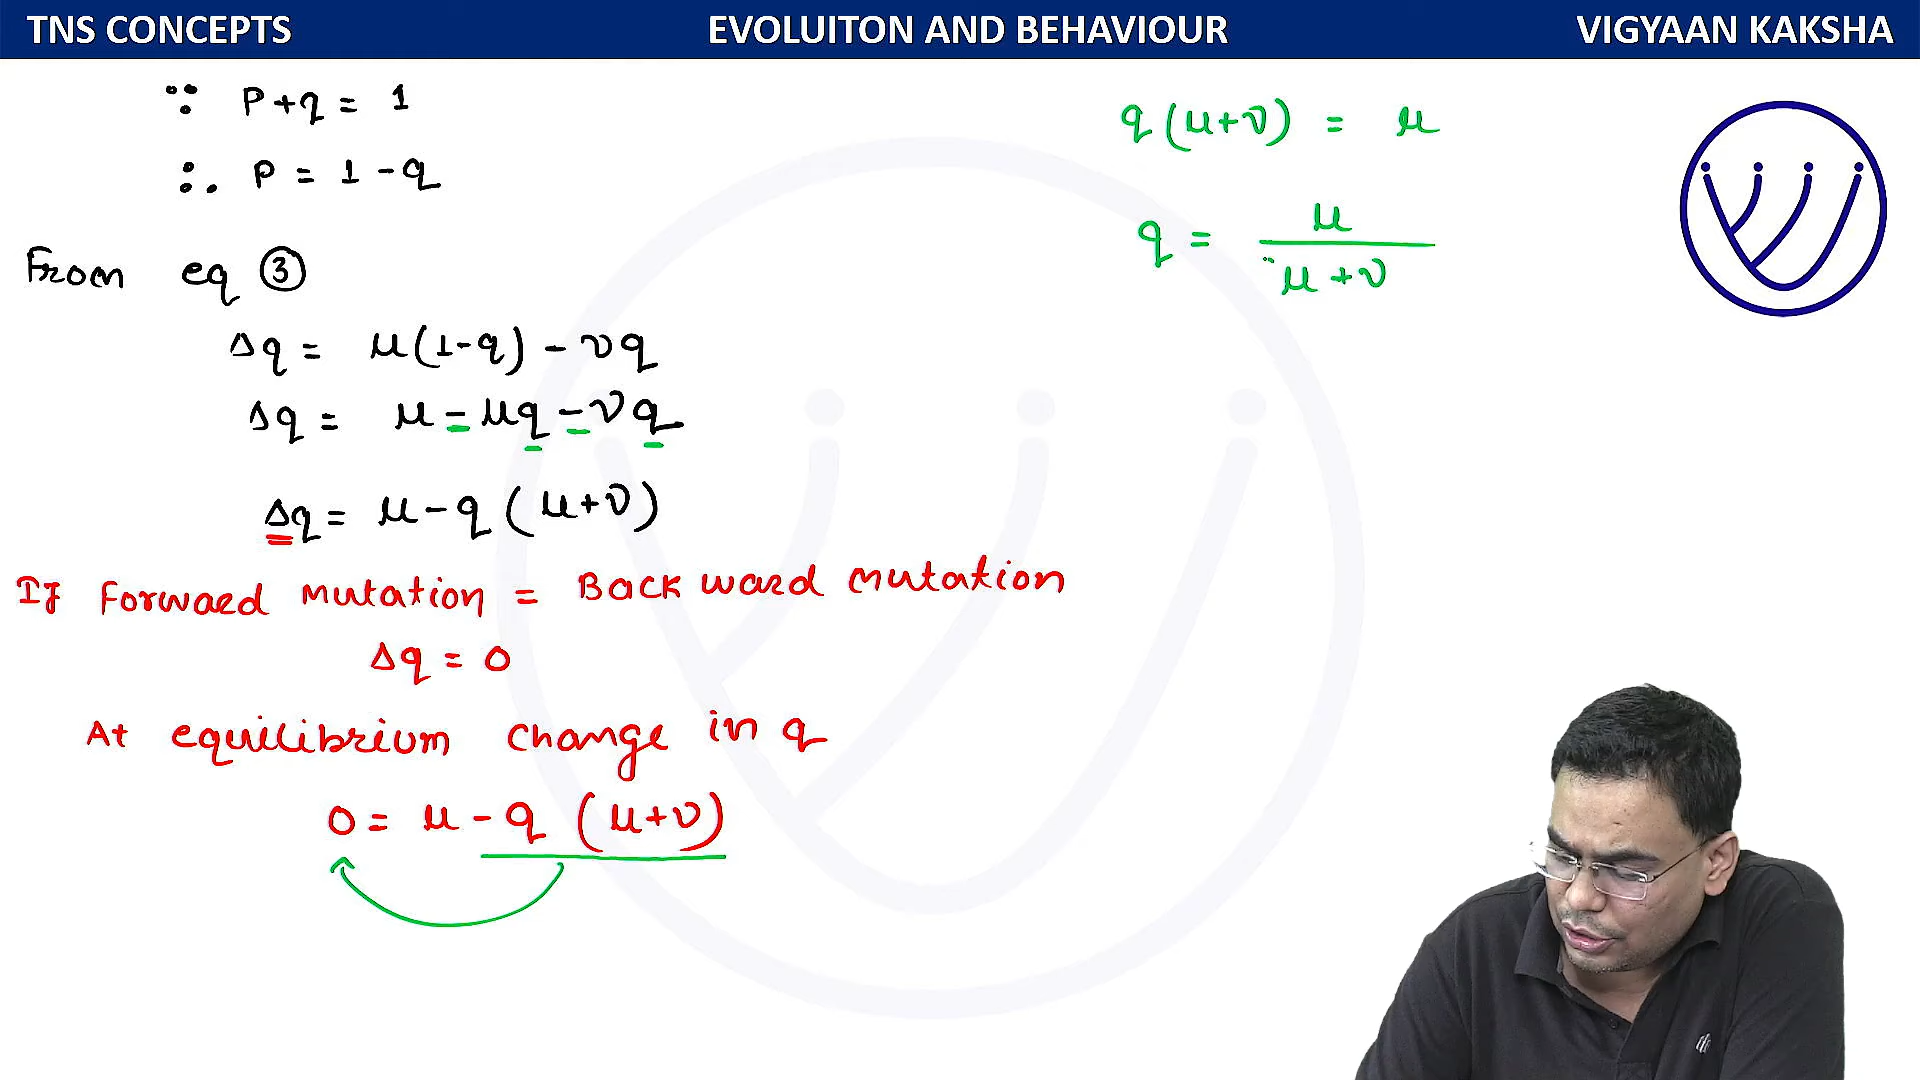 TNS CONCEPTS
EVOLUITON AND BEHAVIOUR
VIGYAAN KAKSHA
∵ P+q = 1
∴ P = 1-q
From eq ③
Δq = μ(1-q) - νq
Δq = μ - μq - νq
Δq = μ - q (μ+ν)
If Forward mutation = Backward mutation
Δq = 0
At equilibrium change in q
0 = μ - q (μ+ν)
q(μ+ν) = μ
q = μ / μ+ν